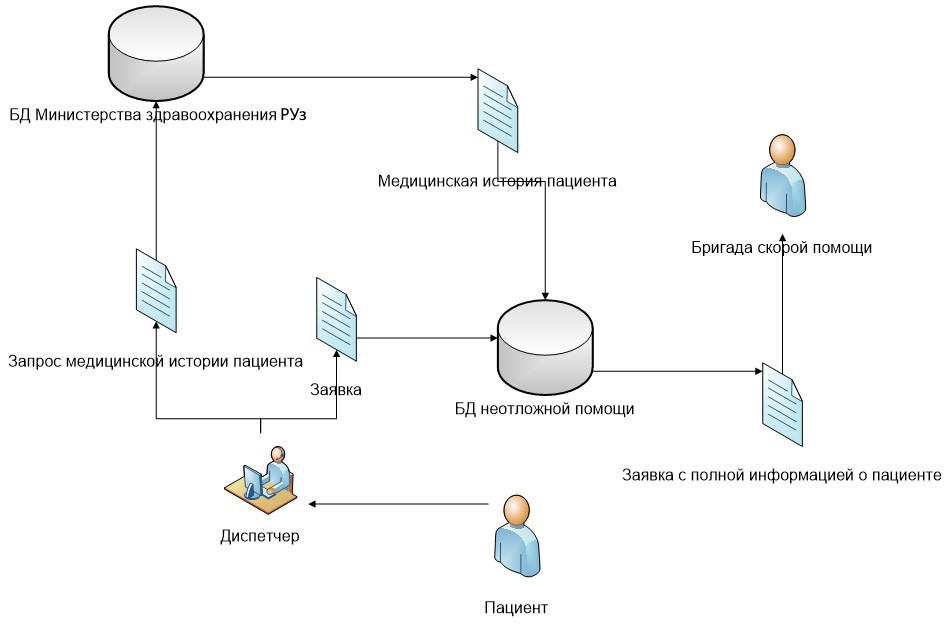 БД Министерства здравоохранения РУз
Медицинская история пациента
Бригада скорой помощи
Запрос медицинской истории пациента
Заявка
БД неотложной помощи
Заявка с полной информацией о пациенте
Диспетчер
Пациент